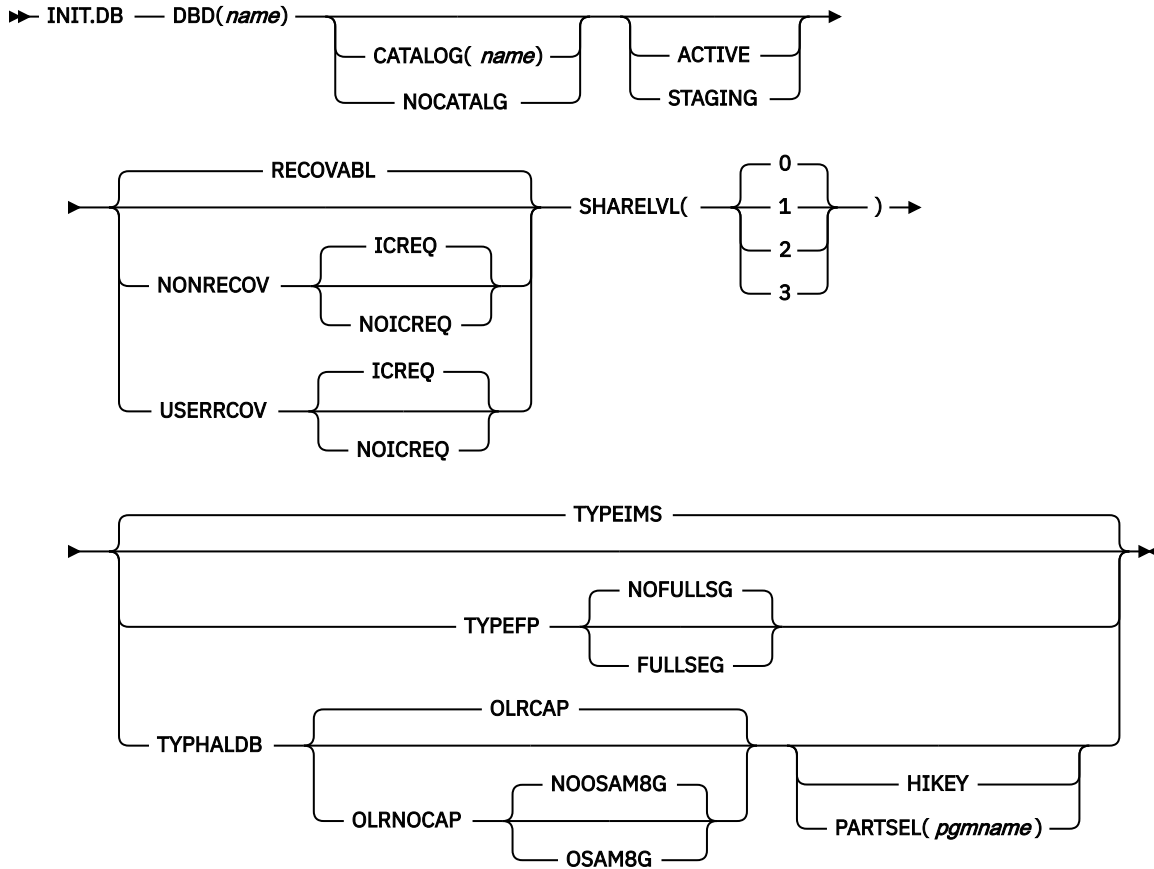 INIT.DB DBD(name)
CATALOG( name) ACTIVE
NOCATALG STAGING
RECOVABL
0
SHARELVL( 1 )
ICREQ 2
NONRECOV
3
NOICREQ
ICREQ
USERRCOV
NOICREQ
TYPEIMS
NOFULLSG
TYPEFP
FULLSEG
OLRCAP
TYPHALDB
NOOSAM8G HIKEY
OLRNOCAP PARTSEL( pgmname )
OSAM8G